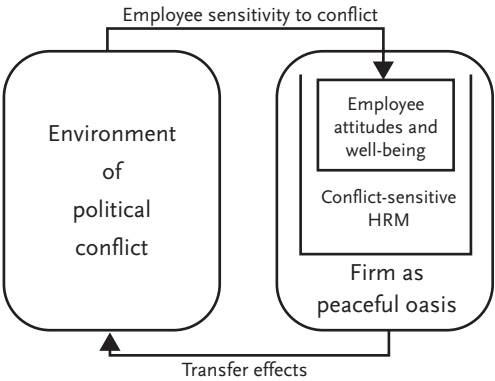 Employee sensitivity to conflict
Environment
of
political
conflict
Employee
attitudes and
well-being
Conflict-sensitive
HRM
Firm as
peaceful oasis
Transfer effects